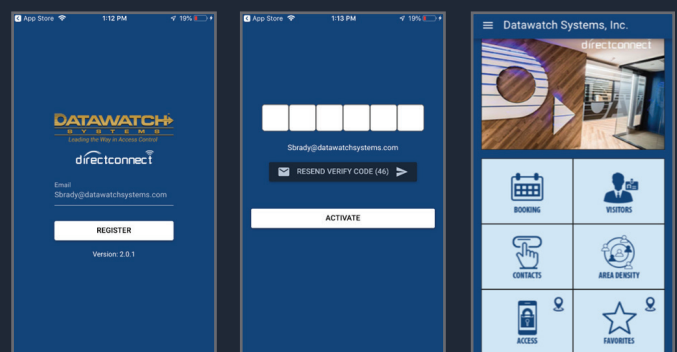 App Store
1:12 PM
19%
DATAWATCH
SYSTEMS
Leading the Way in Access Control
directconnect
Email
Sbrady@datawatchsystems.com
REGISTER
Version: 2.0.1
App Store
1:13 PM
19%
Sbrady@datawatchsystems.com
RESEND VERIFY CODE (46)
ACTIVATE
Datawatch Systems, Inc.
directconnect
BOOKING
VISITORS
CONTACTS
AREA DENSITY
ACCESS
FAVORITES